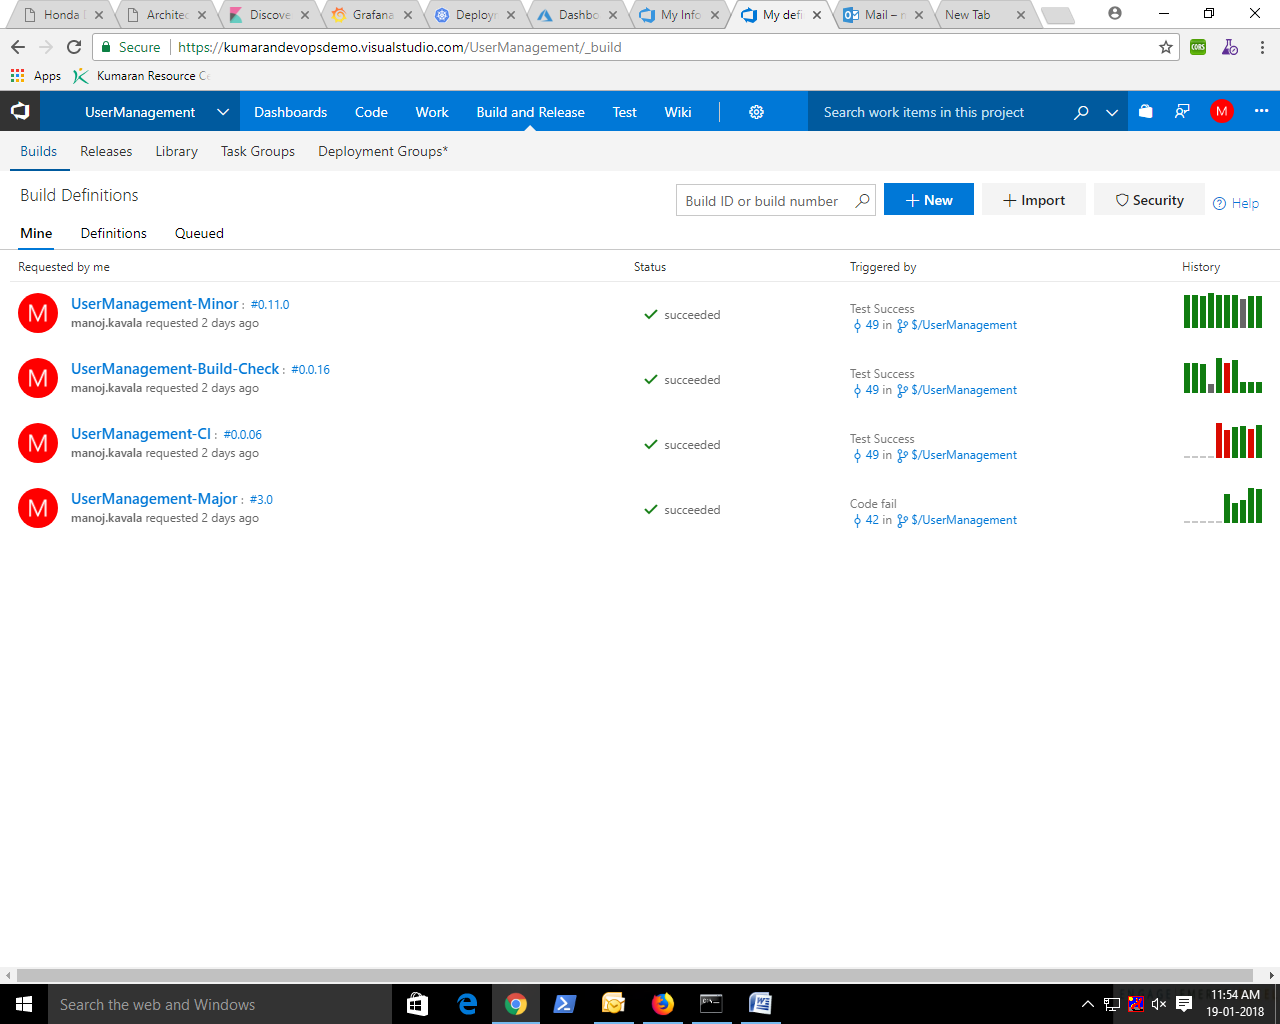 Honda Architec Discove Grafana Deployr Dashbo My Info My defi Mail – New Tab
Secure https://kumarandevopsdemo.visualstudio.com/UserManagement/_build
CORS
Apps Kumaran Resource Ce
UserManagement Dashboards Code Work Build and Release Test Wiki Search work items in this project M
Builds Releases Library Task Groups Deployment Groups*
Build Definitions
Build ID or build number New Import Security Help
Mine Definitions Queued
Requested by me Status Triggered by History
M UserManagement-Minor : #0.11.0
manoj.kavala requested 2 days ago
succeeded
Test Success
49 in $/UserManagement
M UserManagement-Build-Check : #0.0.16
manoj.kavala requested 2 days ago
succeeded
Test Success
49 in $/UserManagement
M UserManagement-CI : #0.0.06
manoj.kavala requested 2 days ago
succeeded
Test Success
49 in $/UserManagement
M UserManagement-Major : #3.0
manoj.kavala requested 2 days ago
succeeded
Code fail
42 in $/UserManagement
Search the web and Windows
11:54 AM
19-01-2018